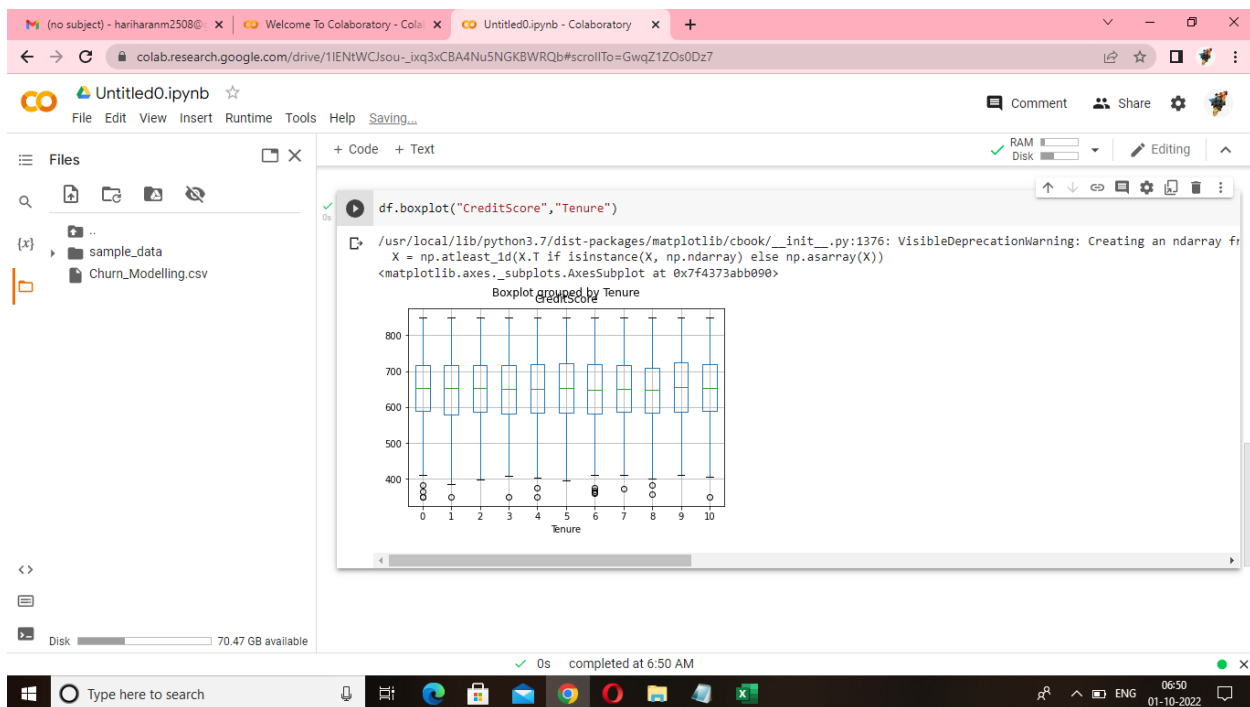 (no subject) - hariharanm2508@g
Welcome To Colaboratory - Colab
Untitled0.ipynb - Colaboratory
colab.research.google.com/drive/1IENtWCJsou-_ixq3xCBA4Nu5NGKBWRQb#scrollTo=GwqZ1ZOs0Dz7
Untitled0.ipynb
File Edit View Insert Runtime Tools Help Saving...
Comment Share
Files
+ Code + Text
RAM
Disk
Editing
{x}
..
sample_data
Churn_Modelling.csv
0s
df.boxplot("CreditScore","Tenure")
/usr/local/lib/python3.7/dist-packages/matplotlib/cbook/__init__.py:1376: VisibleDeprecationWarning: Creating an ndarray fr
X = np.atleast_1d(X.T if isinstance(X, np.ndarray) else np.asarray(X))
<matplotlib.axes._subplots.AxesSubplot at 0x7f4373abb090>
Boxplot grouped by Tenure
CreditScore
800
700
600
500
400
0 1 2 3 4 5 6 7 8 9 10
Tenure
Disk 70.47 GB available
0s completed at 6:50 AM
Type here to search
ENG
06:50
01-10-2022